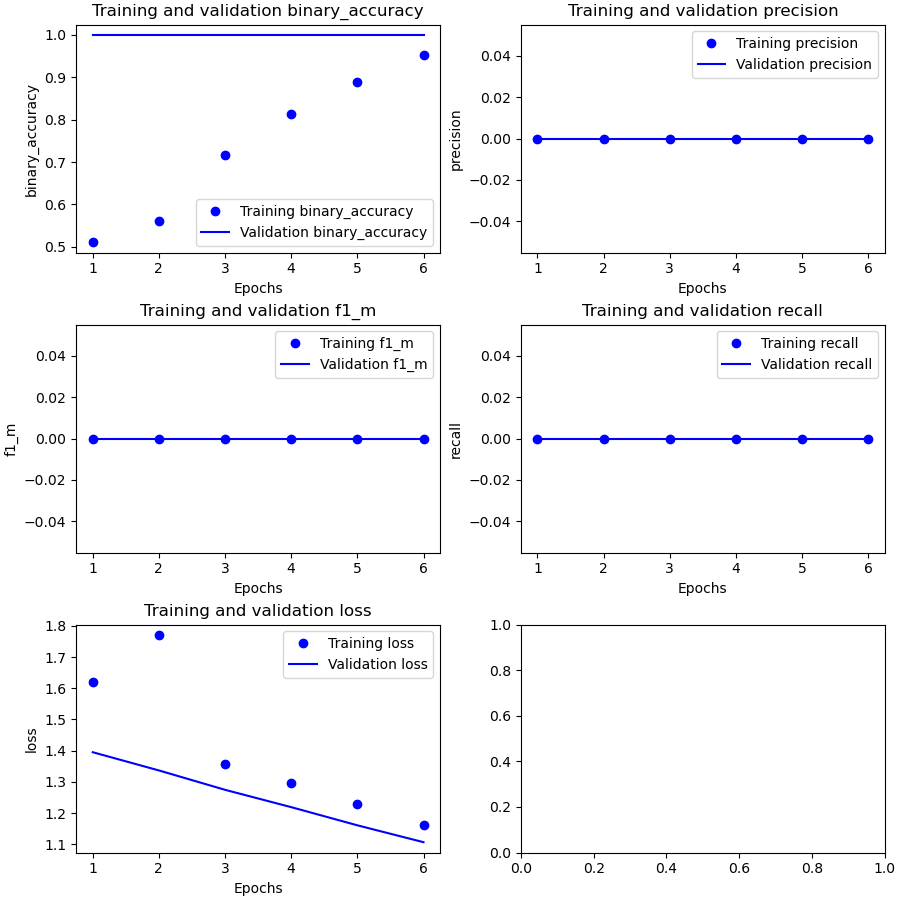 Training and validation binary_accuracy
binary_accuracy
1.0
0.9
0.8
0.7
0.6
0.5
Training binary_accuracy
Validation binary_accuracy
1 2 3 4 5 6
Epochs
Training and validation precision
precision
0.04
0.02
0.00
−0.02
−0.04
Training precision
Validation precision
1 2 3 4 5 6
Epochs
Training and validation f1_m
f1_m
0.04
0.02
0.00
−0.02
−0.04
Training f1_m
Validation f1_m
1 2 3 4 5 6
Epochs
Training and validation recall
recall
0.04
0.02
0.00
−0.02
−0.04
Training recall
Validation recall
1 2 3 4 5 6
Epochs
Training and validation loss
loss
1.8
1.7
1.6
1.5
1.4
1.3
1.2
1.1
Training loss
Validation loss
1 2 3 4 5 6
Epochs
1.0
0.8
0.6
0.4
0.2
0.0
0.0 0.2 0.4 0.6 0.8 1.0